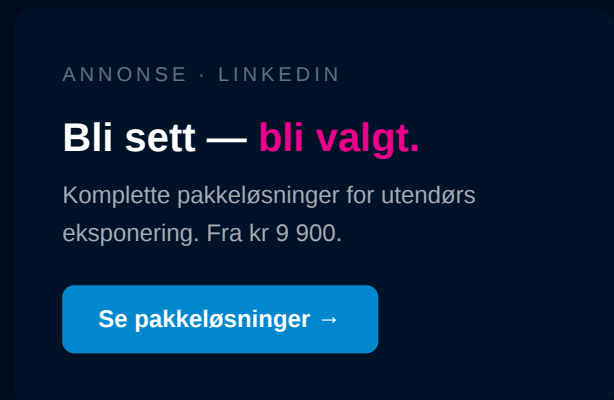 ANNONSE · LINKEDIN
Bli sett — bli valgt.
Komplette pakkeløsninger for utendørs
eksponering. Fra kr 9 900.
Se pakkeløsninger →